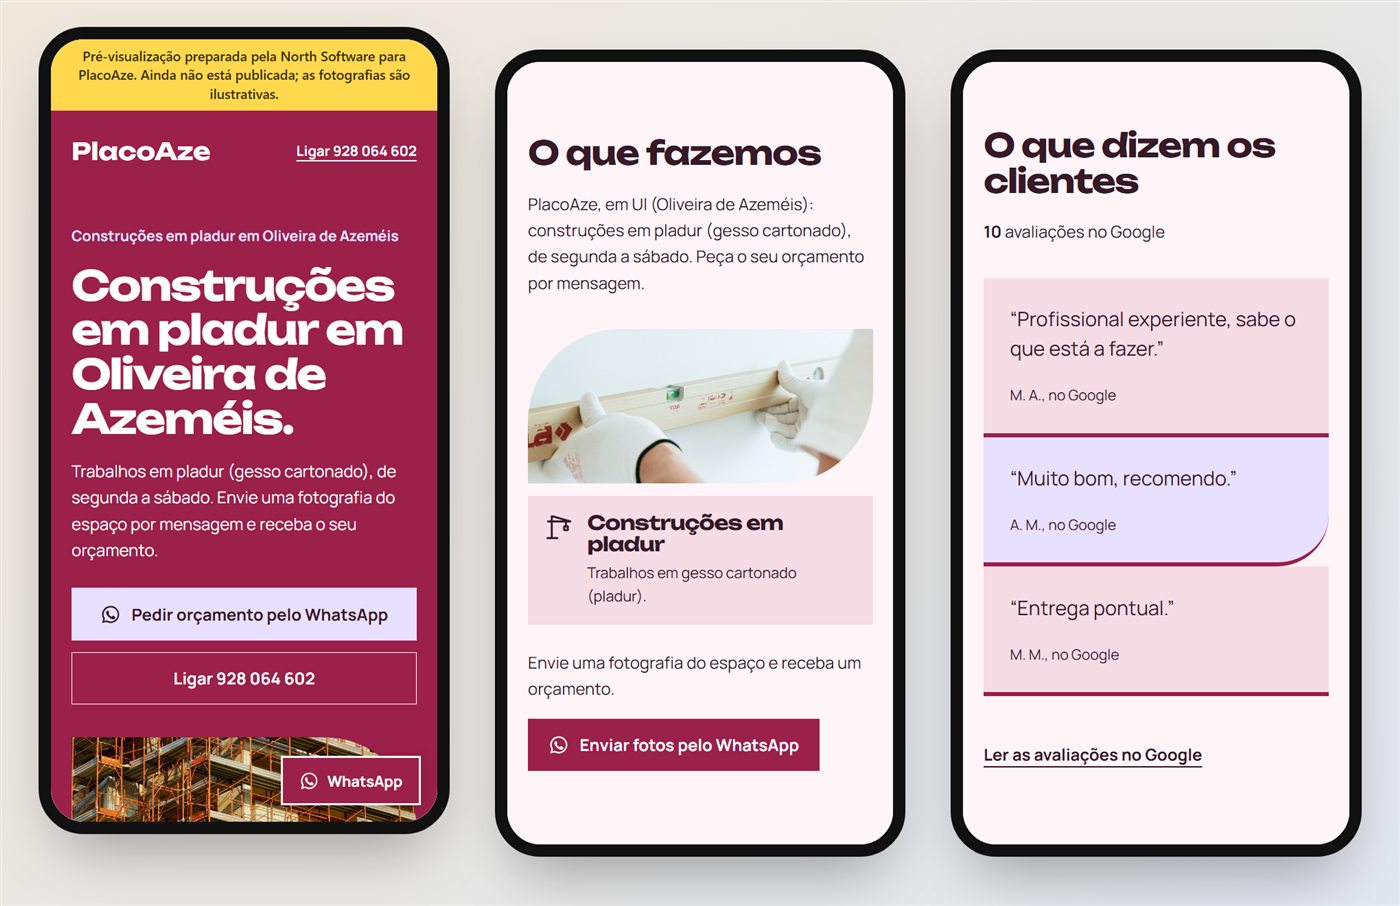 Pré-visualização preparada pela North Software para
PlacoAze. Ainda não está publicada; as fotografias são
ilustrativas.
PlacoAze
Ligar 928 064 602
Construções em pladur em Oliveira de Azeméis
Construções
em pladur em
Oliveira de
Azeméis.
Trabalhos em pladur (gesso cartonado), de
segunda a sábado. Envie uma fotografia do
espaço por mensagem e receba o seu
orçamento.
Pedir orçamento pelo WhatsApp
Ligar 928 064 602
WhatsApp
O que fazemos
PlacoAze, em Ul (Oliveira de Azeméis):
construções em pladur (gesso cartonado),
de segunda a sábado. Peça o seu orçamento
por mensagem.
Construções em
pladur
Trabalhos em gesso cartonado
(pladur).
Envie uma fotografia do espaço e receba um
orçamento.
Enviar fotos pelo WhatsApp
O que dizem os
clientes
10 avaliações no Google
“Profissional experiente, sabe o
que está a fazer.”
M. A., no Google
“Muito bom, recomendo.”
A. M., no Google
“Entrega pontual.”
M. M., no Google
Ler as avaliações no Google